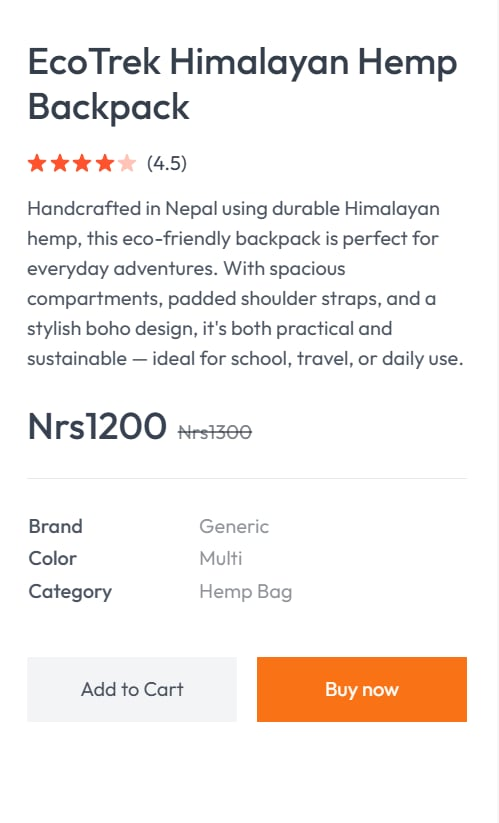 EcoTrek Himalayan Hemp
Backpack
(4.5)
Handcrafted in Nepal using durable Himalayan
hemp, this eco-friendly backpack is perfect for
everyday adventures. With spacious
compartments, padded shoulder straps, and a
stylish boho design, it's both practical and
sustainable — ideal for school, travel, or daily use.
Nrs1200 Nrs1300
Brand Generic
Color Multi
Category Hemp Bag
Add to Cart Buy now